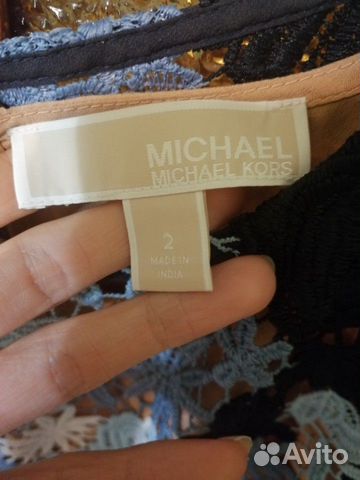 MICHAEL
MICHAEL KORS
2
MADE IN
INDIA
Avito